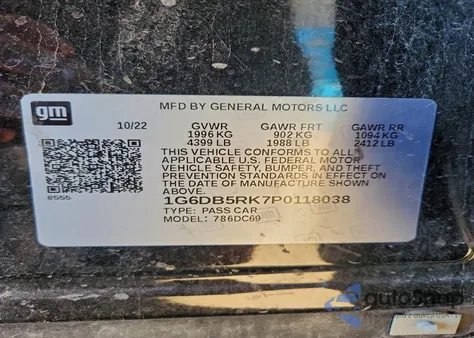 gm
MFD BY GENERAL MOTORS LLC
10/22 GVWR GAWR FRT GAWR RR
1996 KG 902 KG 1094 KG
4399 LB 1988 LB 2412 LB
THIS VEHICLE CONFORMS TO ALL
APPLICABLE U.S. FEDERAL MOTOR
VEHICLE SAFETY, BUMPER, AND THEFT
PREVENTION STANDARDS IN EFFECT ON
THE DATE OF MANUFACTURE SHOWN
ABOVE.
8555
1G6DB5RK7P0118038
TYPE: PASS CAR
MODEL: 786DC69